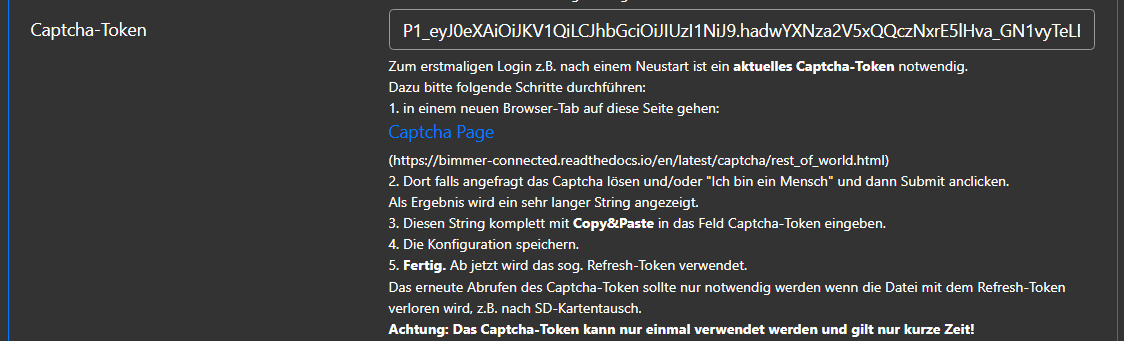 Captcha-Token
P1_eyJ0eXAiOiJKV1QiLCJhbGciOiJIUzI1NiJ9.hadwYXNza2V5xQQczNxrE5lHva_GN1vyTeLl
Zum erstmaligen Login z.B. nach einem Neustart ist ein aktuelles Captcha-Token notwendig.
Dazu bitte folgende Schritte durchführen:
1. in einem neuen Browser-Tab auf diese Seite gehen:
Captcha Page
(https://bimmer-connected.readthedocs.io/en/latest/captcha/rest_of_world.html)
2. Dort falls angefragt das Captcha lösen und/oder "Ich bin ein Mensch" und dann Submit anclicken.
Als Ergebnis wird ein sehr langer String angezeigt.
3. Diesen String komplett mit Copy&Paste in das Feld Captcha-Token eingeben.
4. Die Konfiguration speichern.
5. Fertig. Ab jetzt wird das sog. Refresh-Token verwendet.
Das erneute Abrufen des Captcha-Token sollte nur notwendig werden wenn die Datei mit dem Refresh-Token
verloren wird, z.B. nach SD-Kartentausch.
Achtung: Das Captcha-Token kann nur einmal verwendet werden und gilt nur kurze Zeit!